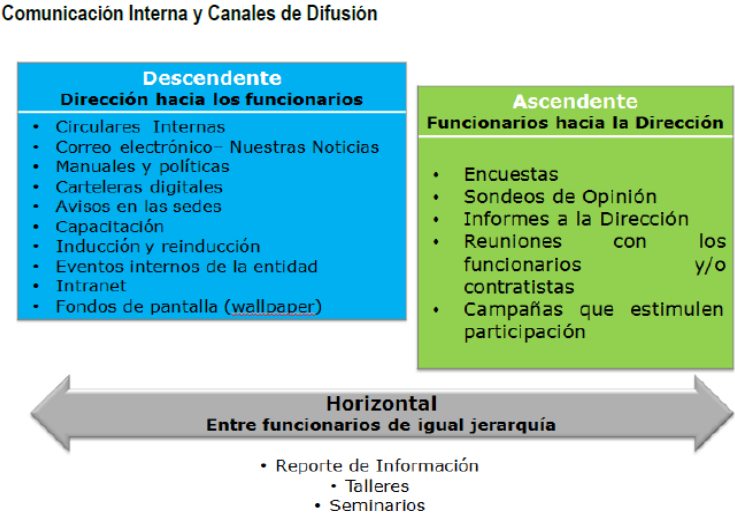 Comunicación Interna y Canales de Difusión
Descendente
Dirección hacia los funcionarios
• Circulares Internas
• Correo electrónico– Nuestras Noticias
• Manuales y políticas
• Carteleras digitales
• Avisos en las sedes
• Capacitación
• Inducción y reinducción
• Eventos internos de la entidad
• Intranet
• Fondos de pantalla (wallpaper)
Ascendente
Funcionarios hacia la Dirección
• Encuestas
• Sondeos de Opinión
• Informes a la Dirección
• Reuniones con los
funcionarios y/o
contratistas
• Campañas que estimulen
participación
Horizontal
Entre funcionarios de igual jerarquía
• Reporte de Información
• Talleres
• Seminarios